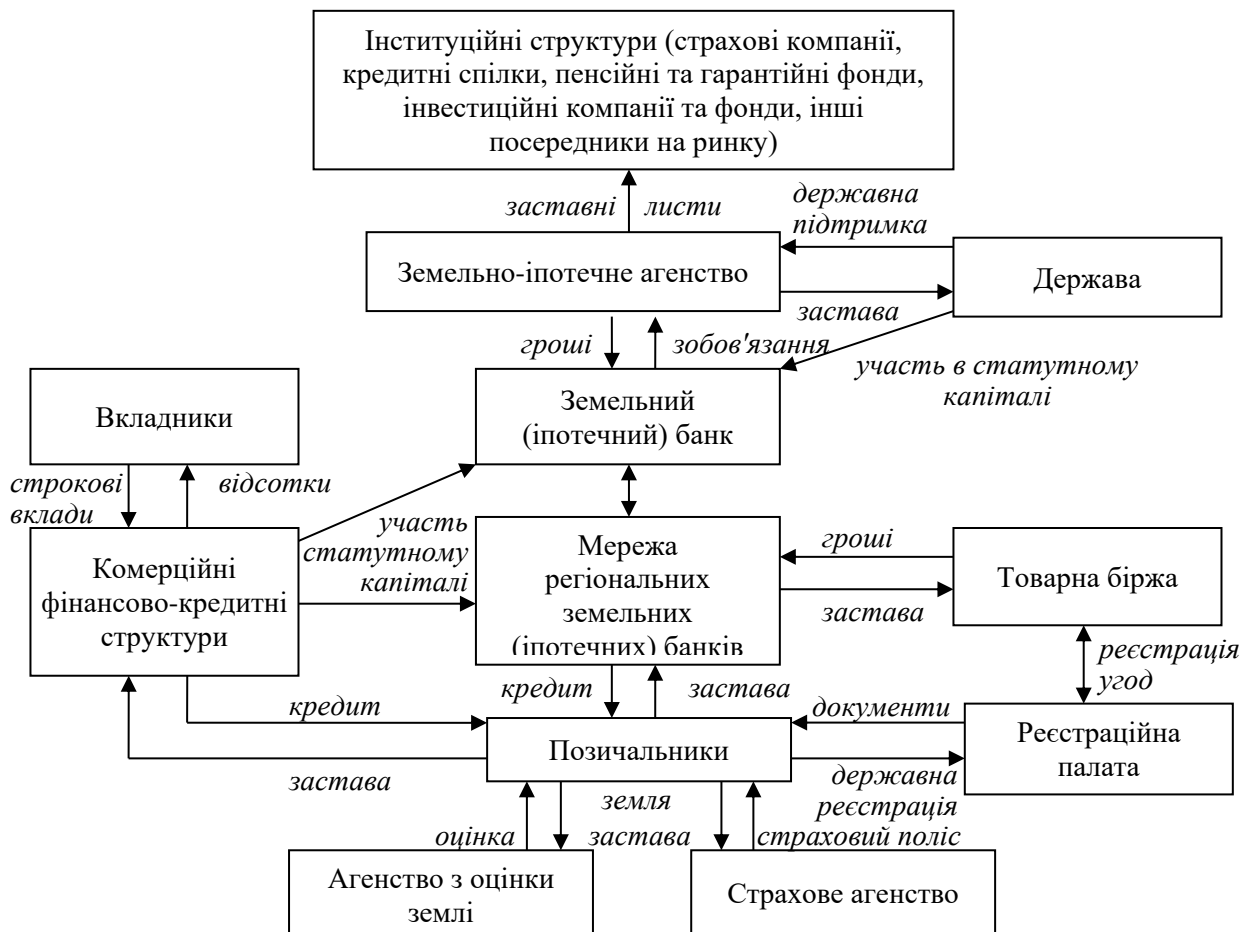 Інституційні структури (страхові компанії,
кредитні спілки, пенсійні та гарантійні фонди,
інвестиційні компанії та фонди, інші
посередники на ринку)
заставні листи
державна
підтримка
Земельно-іпотечне агенство
Держава
застава
гроші
зобов'язання
участь в статутному
капіталі
Вкладники
Земельний
(іпотечний) банк
строкові
вклади
відсотки
участь
статутному
капіталі
Комерційні
фінансово-кредитні
структури
Мережа
регіональних
земельних
(іпотечних) банків
гроші
застава
Товарна біржа
реєстрація
угод
кредит
кредит
застава
документи
Позичальники
Реєстраційна
палата
застава
державна
реєстрація
земля
оцінка
застава
страховий поліс
Агенство з оцінки
землі
Страхове агенство